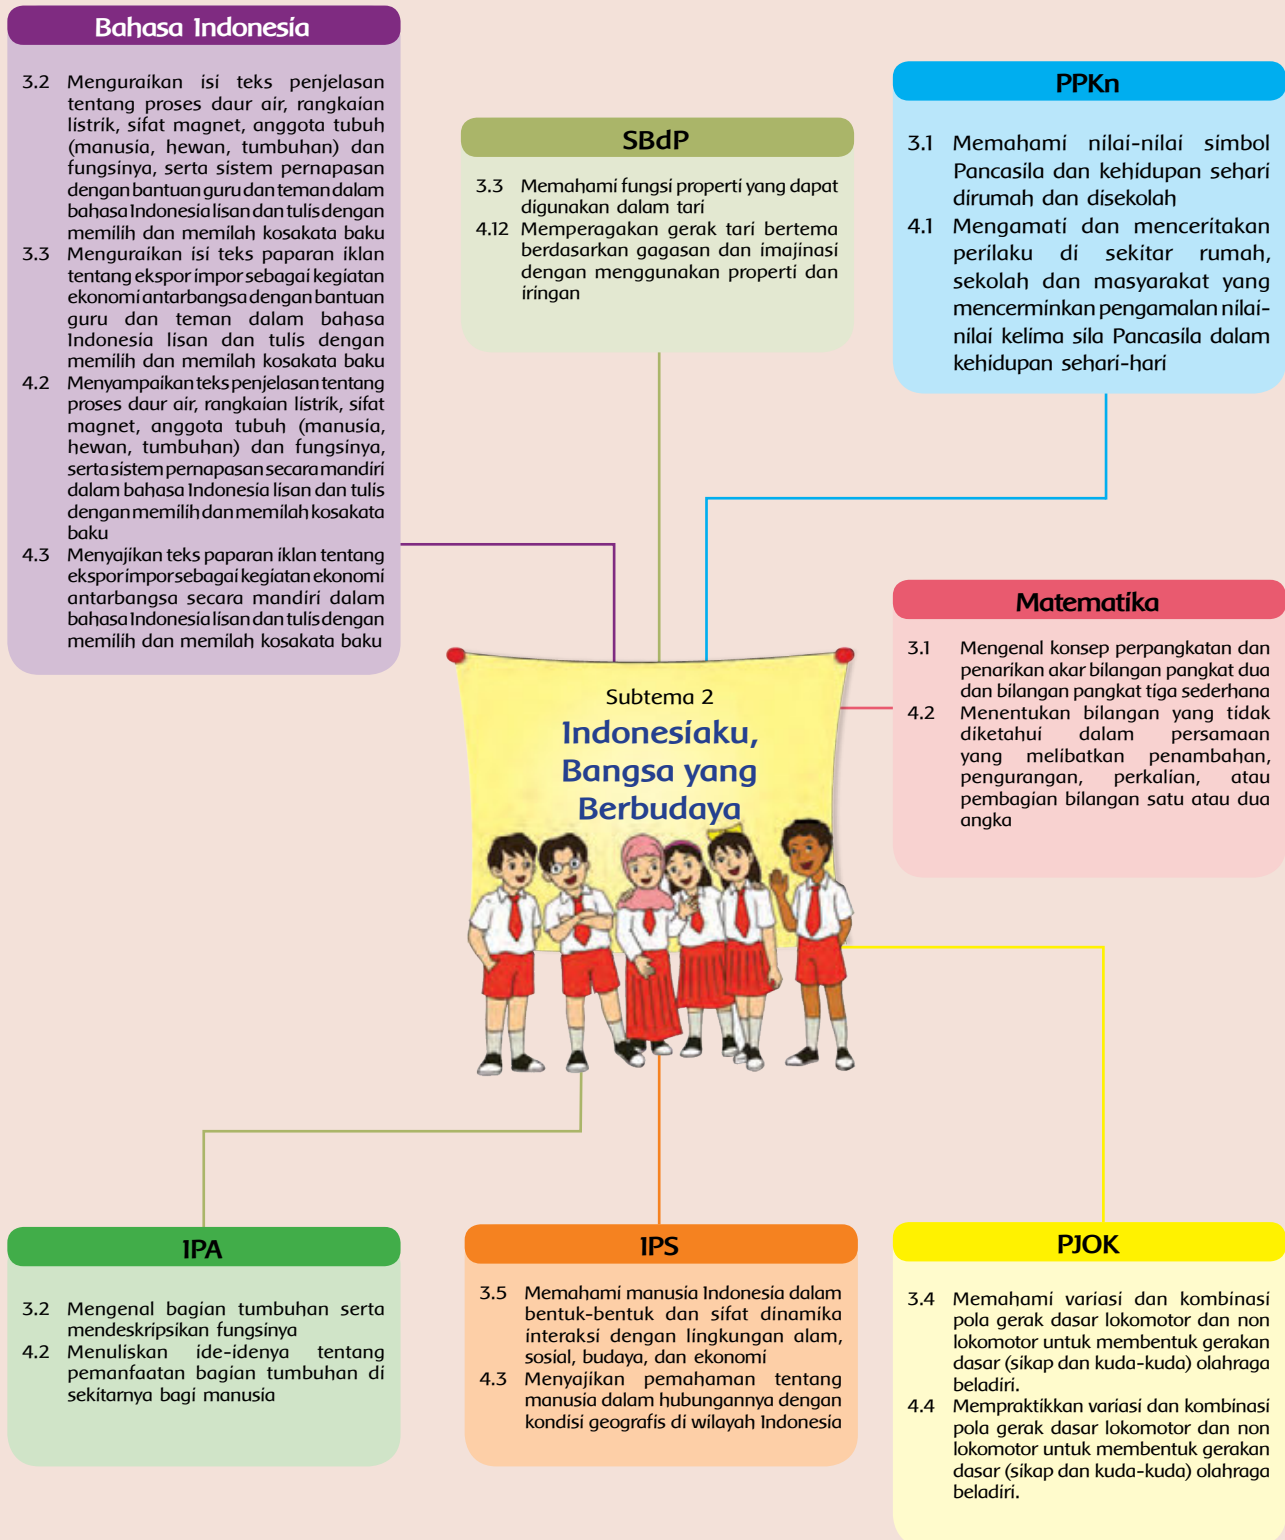 Bahasa Indonesia
3.2 Menguraikan isi teks penjelasan
tentang proses daur air, rangkaian
listrik, sifat magnet, anggota tubuh
(manusia, hewan, tumbuhan) dan
fungsinya, serta sistem pernapasan
dengan bantuan guru dan teman dalam
bahasa Indonesia lisan dan tulis dengan
memilih dan memilah kosakata baku
3.3 Menguraikan isi teks paparan iklan
tentang ekspor impor sebagai kegiatan
ekonomi antarbangsa dengan bantuan
guru dan teman dalam bahasa
Indonesia lisan dan tulis dengan
memilih dan memilah kosakata baku
4.2 Menyampaikan teks penjelasan tentang
proses daur air, rangkaian listrik, sifat
magnet, anggota tubuh (manusia,
hewan, tumbuhan) dan fungsinya,
serta sistem pernapasan secara mandiri
dalam bahasa Indonesia lisan dan tulis
dengan memilih dan memilah kosakata
baku
4.3 Menyajikan teks paparan iklan tentang
ekspor impor sebagai kegiatan ekonomi
antarbangsa secara mandiri dalam
bahasa Indonesia lisan dan tulis dengan
memilih dan memilah kosakata baku
SBdP
3.3 Memahami fungsi properti yang dapat
digunakan dalam tari
4.12 Memperagakan gerak tari bertema
berdasarkan gagasan dan imajinasi
dengan menggunakan properti dan
iringan
PPKn
3.1 Memahami nilai-nilai simbol
Pancasila dan kehidupan sehari
dirumah dan disekolah
4.1 Mengamati dan menceritakan
perilaku di sekitar rumah,
sekolah dan masyarakat yang
mencerminkan pengamalan nilai-
nilai kelima sila Pancasila dalam
kehidupan sehari-hari
Matematika
3.1 Mengenal konsep perpangkatan dan
penarikan akar bilangan pangkat dua
dan bilangan pangkat tiga sederhana
4.2 Menentukan bilangan yang tidak
diketahui dalam persamaan
yang melibatkan penambahan,
pengurangan, perkalian, atau
pembagian bilangan satu atau dua
angka
Subtema 2
Indonesiaku,
Bangsa yang
Berbudaya
IPA
3.2 Mengenal bagian tumbuhan serta
mendeskripsikan fungsinya
4.2 Menuliskan ide-idenya tentang
pemanfaatan bagian tumbuhan di
sekitarnya bagi manusia
IPS
3.5 Memahami manusia Indonesia dalam
bentuk-bentuk dan sifat dinamika
interaksi dengan lingkungan alam,
sosial, budaya, dan ekonomi
4.3 Menyajikan pemahaman tentang
manusia dalam hubungannya dengan
kondisi geografis di wilayah Indonesia
PJOK
3.4 Memahami variasi dan kombinasi
pola gerak dasar lokomotor dan non
lokomotor untuk membentuk gerakan
dasar (sikap dan kuda-kuda) olahraga
beladiri.
4.4 Mempraktikkan variasi dan kombinasi
pola gerak dasar lokomotor dan non
lokomotor untuk membentuk gerakan
dasar (sikap dan kuda-kuda) olahraga
beladiri.